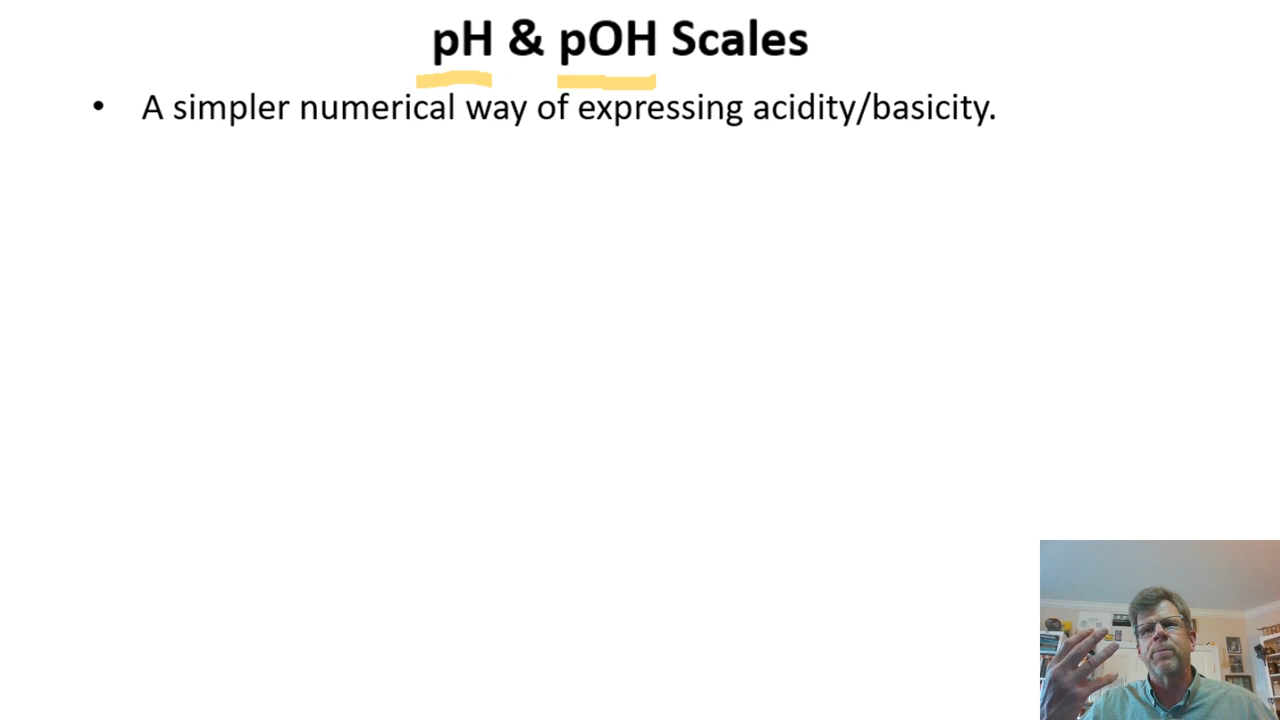 pH & pOH Scales
• A simpler numerical way of expressing acidity/basicity.